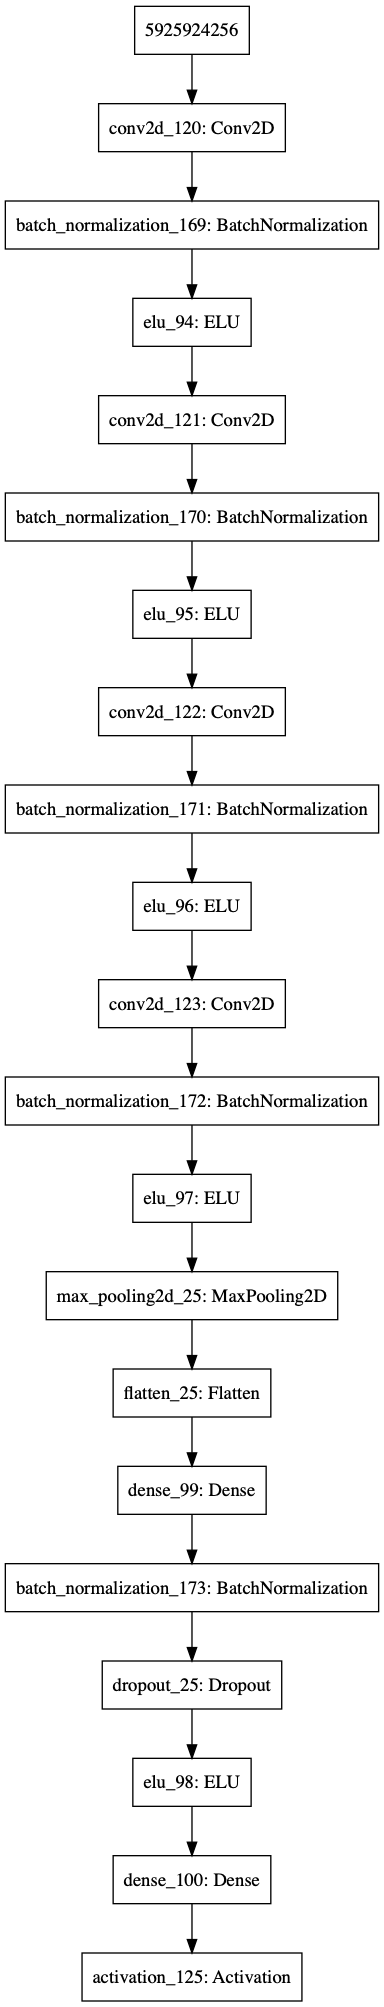 5925924256
conv2d_120: Conv2D
batch_normalization_169: BatchNormalization
elu_94: ELU
conv2d_121: Conv2D
batch_normalization_170: BatchNormalization
elu_95: ELU
conv2d_122: Conv2D
batch_normalization_171: BatchNormalization
elu_96: ELU
conv2d_123: Conv2D
batch_normalization_172: BatchNormalization
elu_97: ELU
max_pooling2d_25: MaxPooling2D
flatten_25: Flatten
dense_99: Dense
batch_normalization_173: BatchNormalization
dropout_25: Dropout
elu_98: ELU
dense_100: Dense
activation_125: Activation